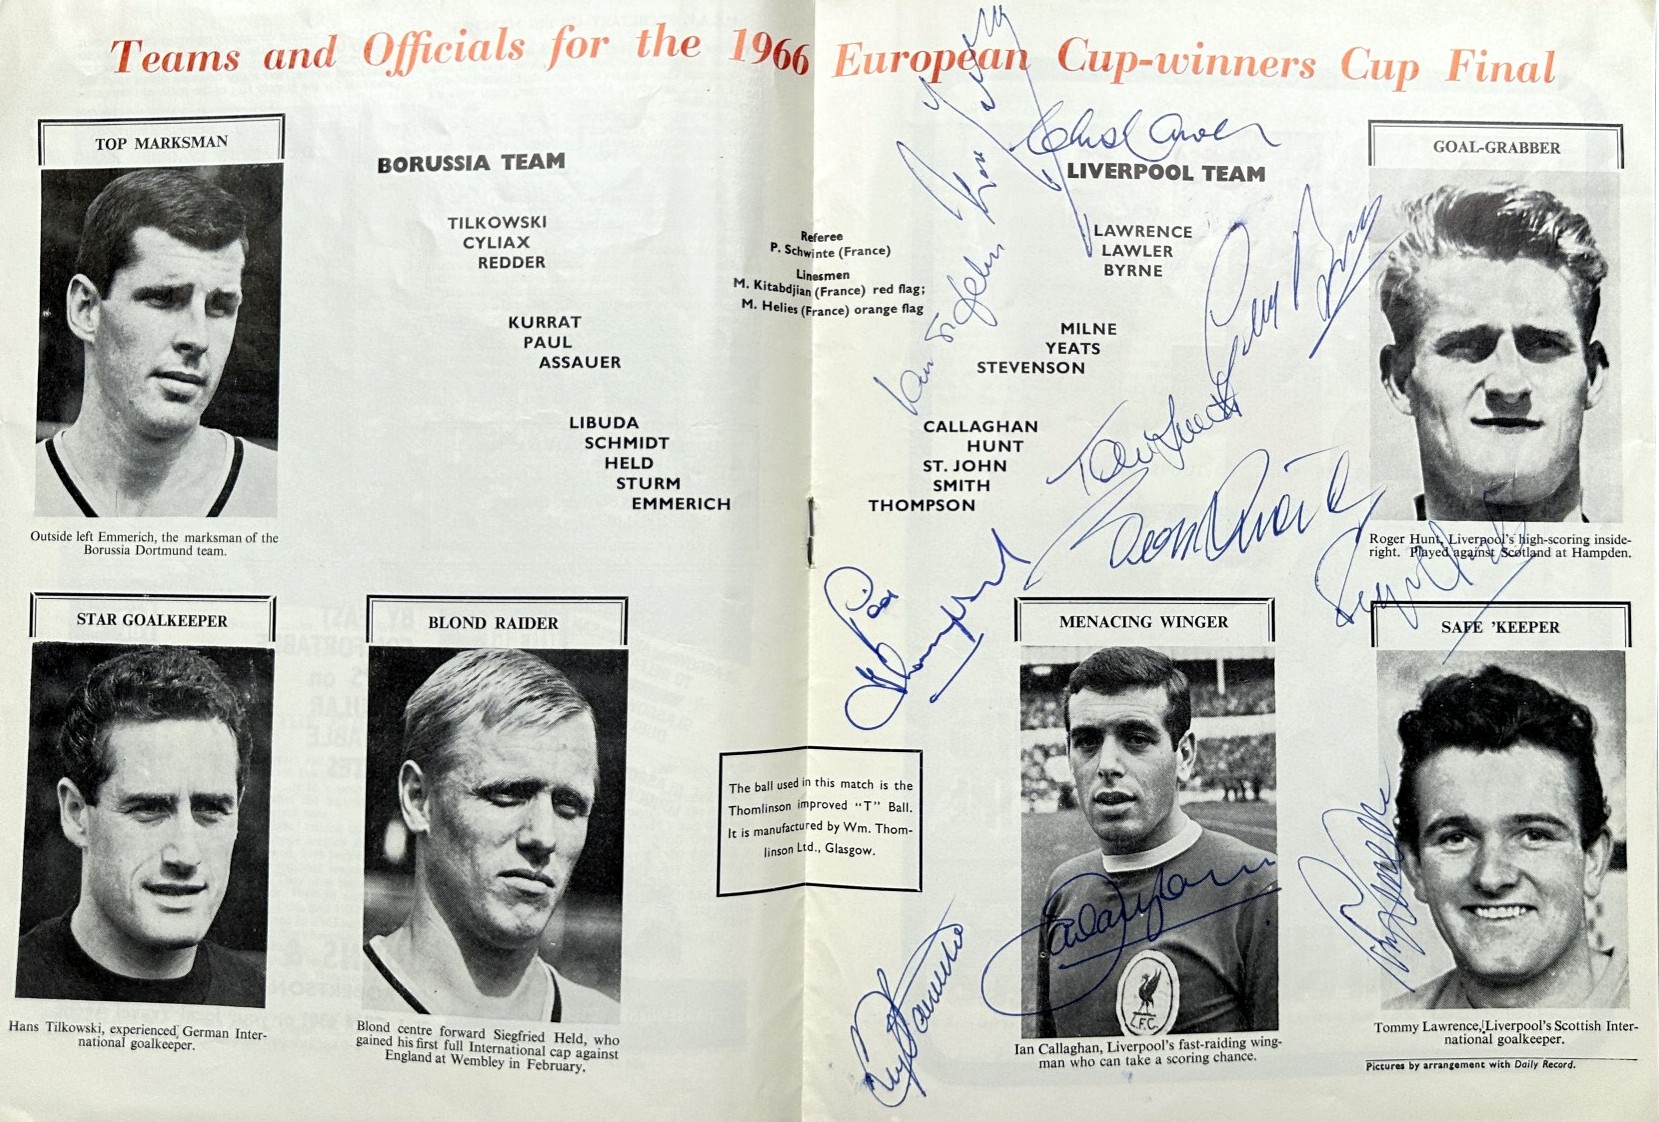 Teams and Officials for the 1966 European Cup-winners Cup Final
TOP MARKSMAN
Outside left Emmerich, the marksman of the
Borussia Dortmund team.
BORUSSIA TEAM
TILKOWSKI
CYLIAX
REDDER
KURRAT
PAUL
ASSAUER
LIBUDA
SCHMIDT
HELD
STURM
EMMERICH
Referee
P. Schwinte (France)
Linesmen
M. Kitabdjian (France) red flag;
M. Helies (France) orange flag
LIVERPOOL TEAM
LAWRENCE
LAWLER
BYRNE
MILNE
YEATS
STEVENSON
CALLAGHAN
HUNT
ST. JOHN
SMITH
THOMPSON
GOAL-GRABBER
Roger Hunt, Liverpool's high-scoring inside-
right. Played against Scotland at Hampden.
STAR GOALKEEPER
Hans Tilkowski, experienced German Inter-
national goalkeeper.
BLOND RAIDER
Blond centre forward Siegfried Held, who
gained his first full International cap against
England at Wembley in February.
The ball used in this match is the
Thomlinson improved "T" Ball.
It is manufactured by Wm. Thom-
linson Ltd., Glasgow.
MENACING WINGER
L.F.C.
Ian Callaghan, Liverpool's fast-raiding wing-
man who can take a scoring chance.
SAFE 'KEEPER
Tommy Lawrence, Liverpool's Scottish Inter-
national goalkeeper.
Pictures by arrangement with Daily Record.